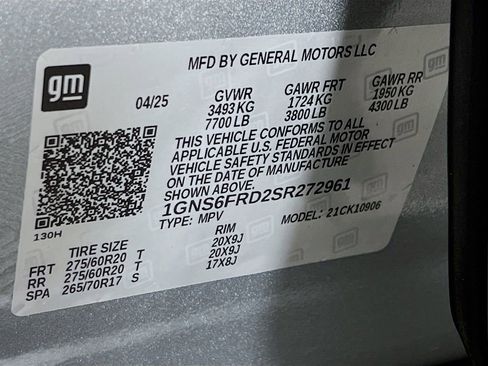 gm
MFD BY GENERAL MOTORS LLC
04/25 GVWR GAWR FRT GAWR RR
3493 KG 1724 KG 1950 KG
7700 LB 3800 LB 4300 LB
THIS VEHICLE CONFORMS TO ALL
APPLICABLE U.S. FEDERAL MOTOR
VEHICLE SAFETY STANDARDS IN EFFECT
ON THE DATE OF MANUFACTURE
SHOWN ABOVE.
1GNS6FRD2SR272961
TYPE: MPV MODEL: 21CK10906
130H
TIRE SIZE RIM
FRT 275/60R20 T 20X9J
RR 275/60R20 T 20X9J
SPA 265/70R17 S 17X8J